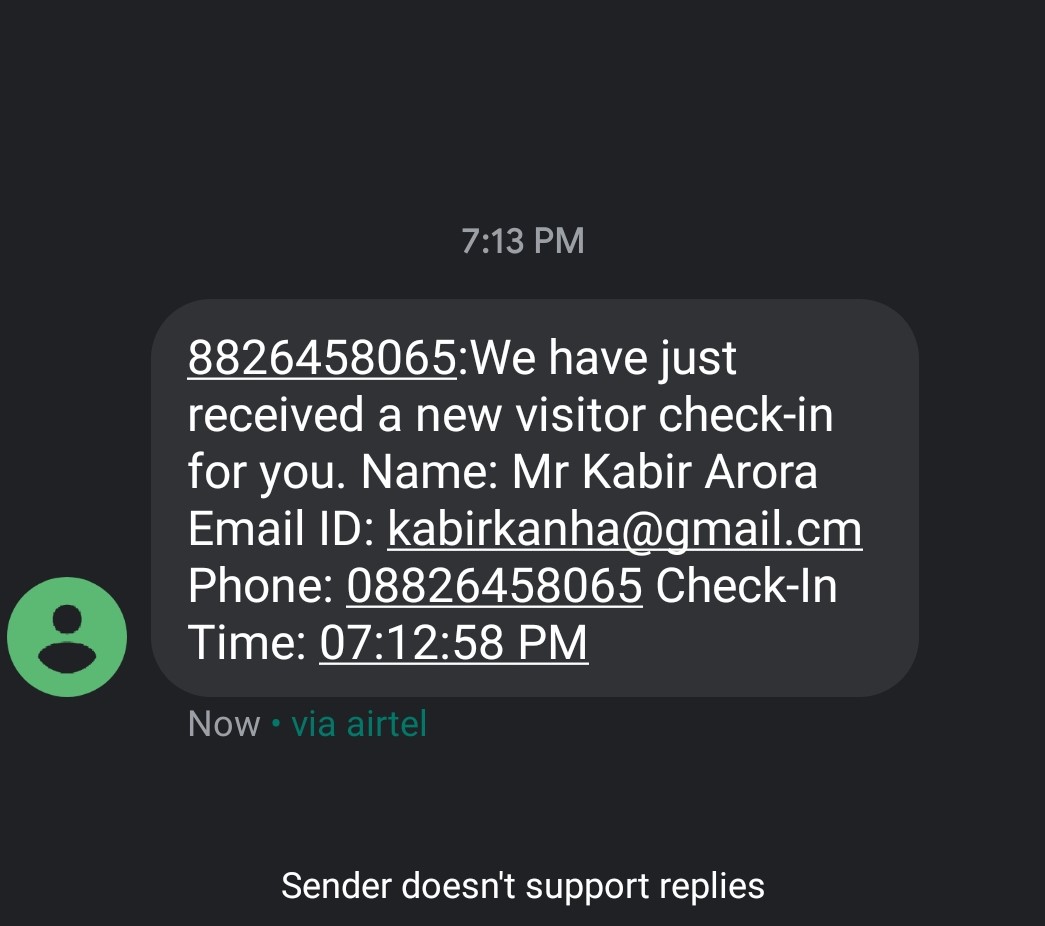 7:13 PM
8826458065:We have just
received a new visitor check-in
for you. Name: Mr Kabir Arora
Email ID: kabirkanha@gmail.cm
Phone: 08826458065 Check-In
Time: 07:12:58 PM
Now • via airtel
Sender doesn't support replies